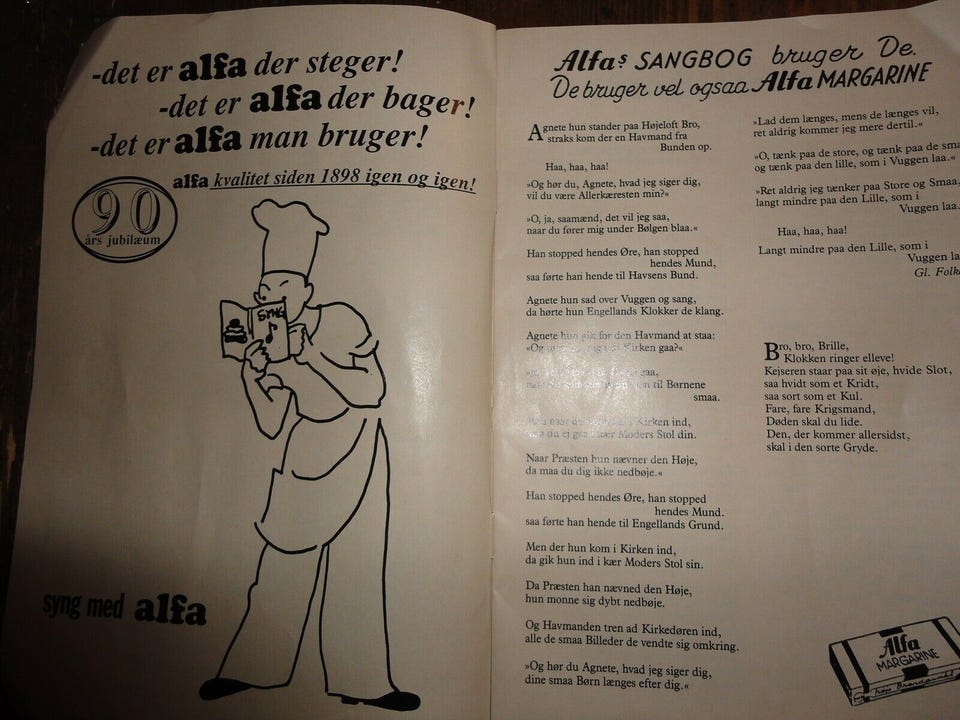 -det er alfa der steger!
-det er alfa der bager!
-det er alfa man bruger!
alfa kvalitet siden 1898 igen og igen!
90
års jubilæum
SYNG
syng med alfa
Alfas SANGBOG bruger De.
De bruger vel ogsaa Alfa MARGARINE
Agnete hun stander paa Højeloft Bro,
straks kom der en Havmand fra
Bunden op.
Haa, haa, haa!
»Og hør du, Agnete, hvad jeg siger dig,
vil du være Allerkæresten min?«
»O, ja, saamænd, det vil jeg saa,
naar du fører mig under Bølgen blaa.«
Han stopped hendes Øre, han stopped
hendes Mund,
saa førte han hende til Havsens Bund.
Agnete hun sad over Vuggen og sang,
da hørte hun Engellands Klokker de klang.
Agnete hun gik for den Havmand at staa:
»Og Kirken gaa?«
gaa,
til Børnene
smaa.
Kirken ind,
du ej gaa i kær Moders Stol din.
Naar Præsten hun nævner den Høje,
da maa du dig ikke nedbøje.«
Han stopped hendes Øre, han stopped
hendes Mund.
saa førte han hende til Engellands Grund.
Men der hun kom i Kirken ind,
da gik hun ind i kær Moders Stol sin.
Da Præsten han nævned den Høje,
hun monne sig dybt nedbøje.
Og Havmanden tren ad Kirkedøren ind,
alle de smaa Billeder de vendte sig omkring.
»Og hør du Agnete, hvad jeg siger dig,
dine smaa Børn længes efter dig.«
»Lad dem længes, mens de længes vil,
ret aldrig kommer jeg mere dertil.«
»O, tænk paa de store, og tænk paa de
og tænk paa den lille, som i Vuggen laa.«
»Ret aldrig jeg tænker paa Store og Smaa,
langt mindre paa den Lille, som i
Vuggen laa.
Haa, haa, haa!
Langt mindre paa den Lille, som i
Vuggen
Gl.
Bro, bro, Brille,
Klokken ringer elleve!
Kejseren staar paa sit øje, hvide Slot,
saa hvidt som et Kridt,
saa sort som et Kul.
Fare, fare Krigsmand,
Døden skal du lide.
Den, der kommer allersidst,
skal i den sorte Gryde.
Alfa
MARGARINE